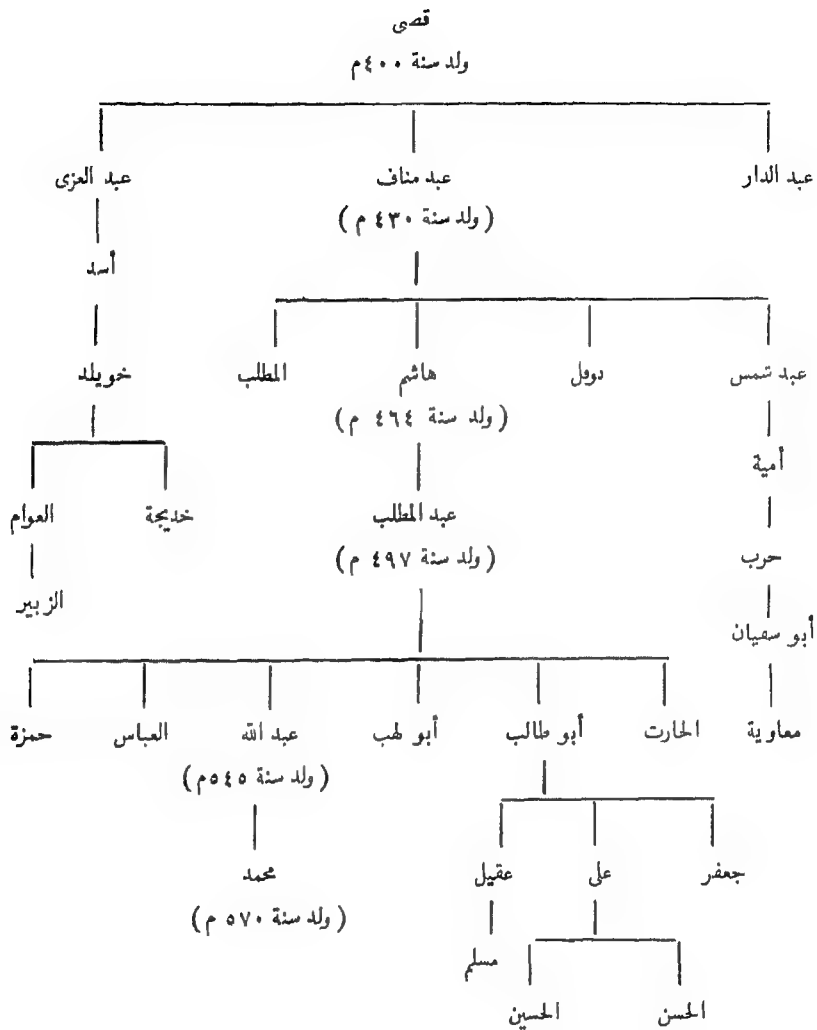 قصى
ولد سنة ٤٠٠م
عبد الدار
عبد مناف
عبد العزى
(ولد سنة ٤٣٠ م)
أسد
عبد شمس
نوفل
هاشم
المطلب
خويلد
(ولد سنة ٤٦٤ م)
أمية
عبد المطلب
خديجة
العوام
(ولد سنة ٤٩٧ م)
حرب
الزبير
أبو سفيان
معاوية
الحارث
أبو طالب
أبو لهب
عبد الله
العباس
حمزة
(ولد سنة ٥٤٥م)
جعفر
على
عقيل
محمد
(ولد سنة ٥٧٠ م)
مسلم
الحسن
الحسين